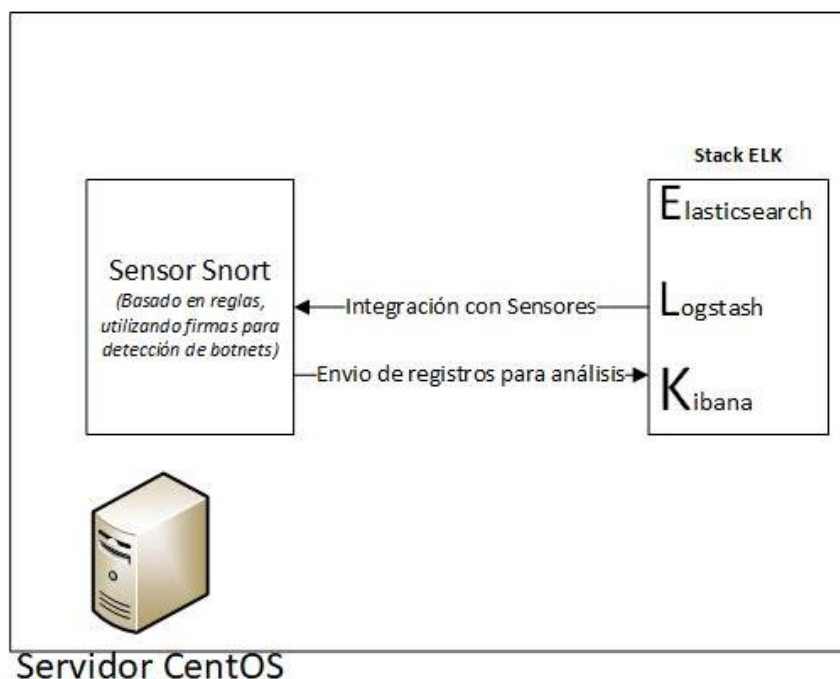 Stack ELK
Sensor Snort
(Basado en reglas,
utilizando firmas para
detección de botnets)
Integración con Sensores
Envio de registros para análisis
Elasticsearch
Logstash
Kibana
Servidor CentOS